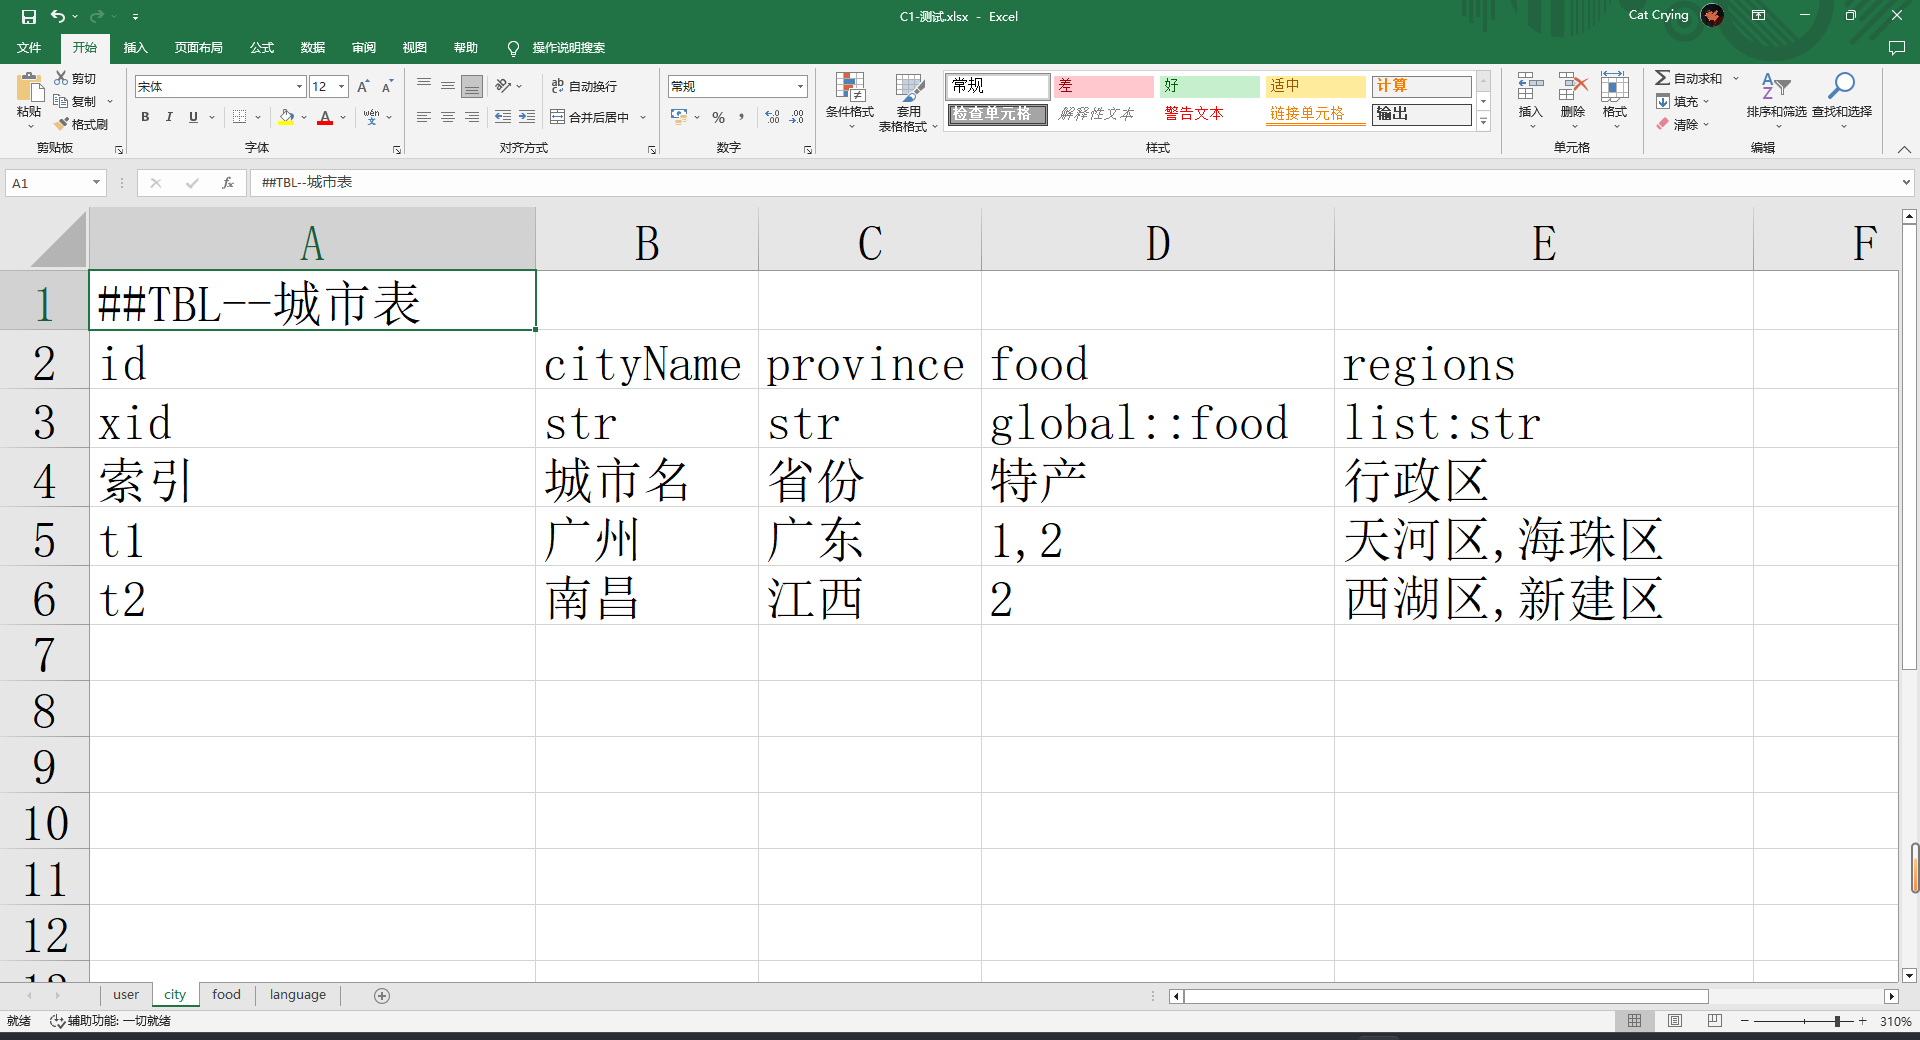 C1-测试.xlsx - Excel
Cat Crying
文件 开始 插入 页面布局 公式 数据 审阅 视图 帮助 操作说明搜索
粘贴 剪切 复制 格式刷
剪贴板
宋体 12
B I U wén 文
字体
ab 自动换行
合并后居中
对齐方式
常规
% ,
数字
条件格式 套用表格格式
常规 差 好 适中 计算
检查单元格 解释性文本 警告文本 链接单元格 输出
样式
插入 删除 格式
单元格
自动求和
填充
清除
排序和筛选 查找和选择
编辑
A1 fx ##TBL--城市表
A B C D E F
1 ##TBL--城市表
2 id cityName province food regions
3 xid str str global::food list:str
4 索引 城市名 省份 特产 行政区
5 t1 广州 广东 1,2 天河区,海珠区
6 t2 南昌 江西 2 西湖区,新建区
7
8
9
10
11
12
user city food language
就绪 辅助功能: 一切就绪 310%